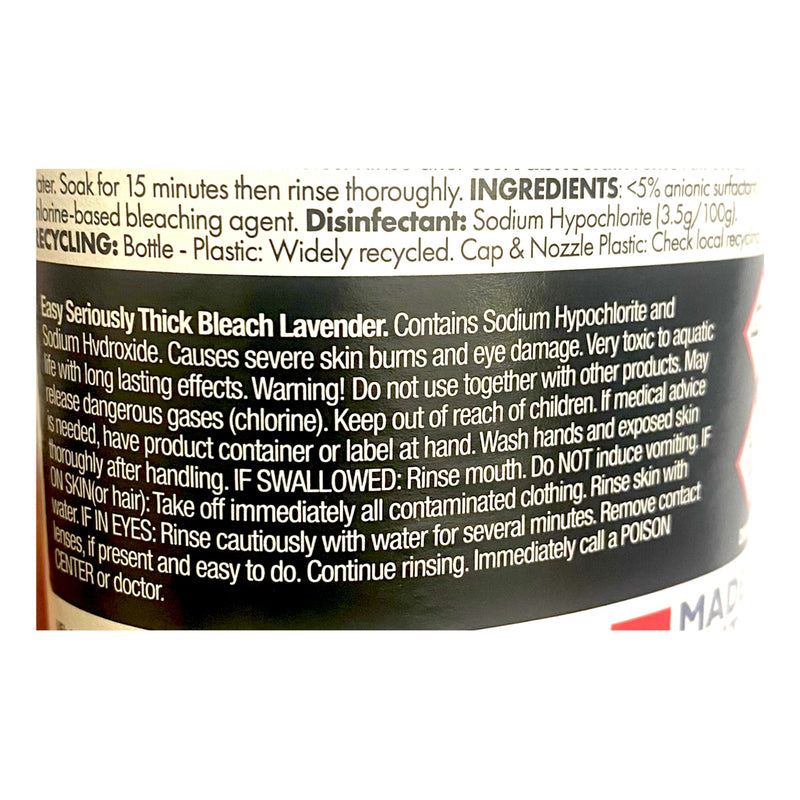 ater. Soak for 15 minutes then rinse thoroughly. INGREDIENTS: <5% anionic surfactan
hlorine-based bleaching agent. Disinfectant: Sodium Hypochlorite (3.5g/100g).
RECYCLING: Bottle - Plastic: Widely recycled. Cap & Nozzle Plastic: Check local recycling
Easy Seriously Thick Bleach Lavender. Contains Sodium Hypochlorite and
Sodium Hydroxide. Causes severe skin burns and eye damage. Very toxic to aquatic
life with long lasting effects. Warning! Do not use together with other products. May
release dangerous gases (chlorine). Keep out of reach of children. If medical advice
is needed, have product container or label at hand. Wash hands and exposed skin
thoroughly after handling. IF SWALLOWED: Rinse mouth. Do NOT induce vomiting. IF
ON SKIN(or hair): Take off immediately all contaminated clothing. Rinse skin with
water. IF IN EYES: Rinse cautiously with water for several minutes. Remove contact
lenses, if present and easy to do. Continue rinsing. Immediately call a POISON
CENTER or doctor.
MAD